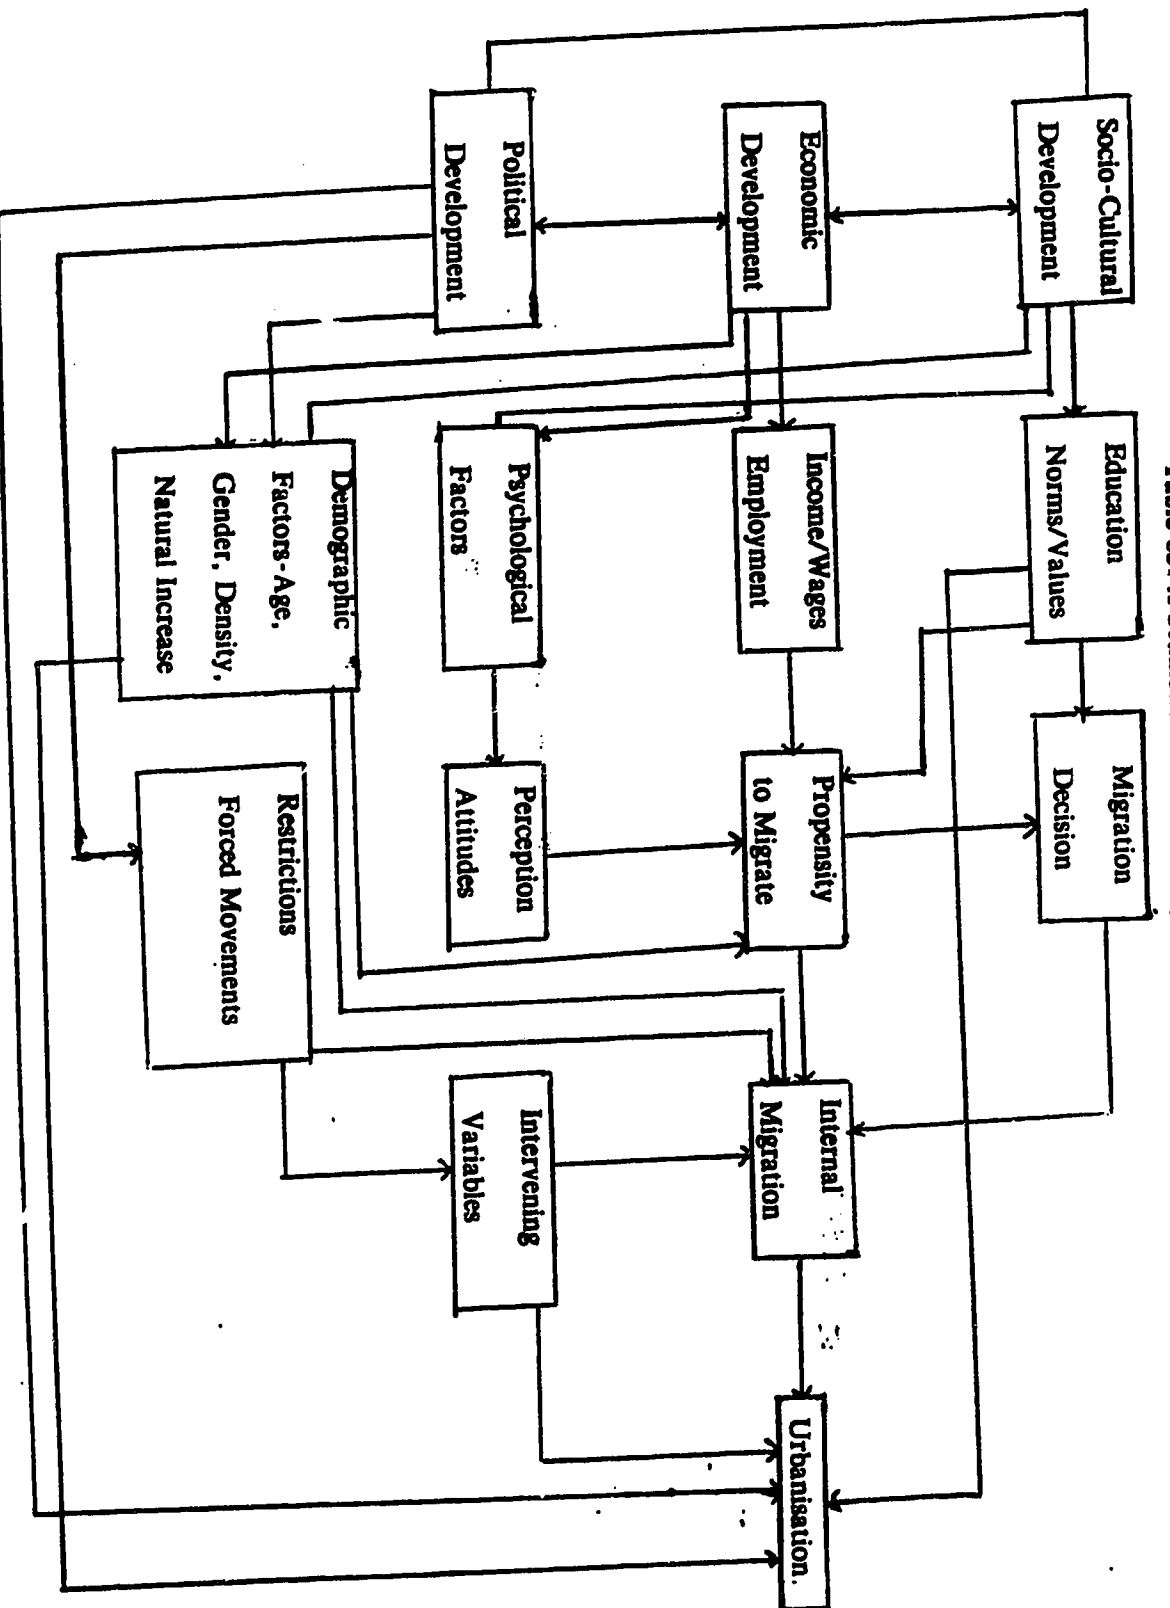 Socio-Cultural
Development
Education
Norms/Values
Migration
Decision
Economic
Development
Income/Wages
Employment
Propensity
to Migrate
Internal
Migration
Urbanisation.
Political
Development
Psychological
Factors
Perception
Attitudes
Intervening
Variables
Demographic
Factors-Age,
Gender, Density,
Natural Increase
Restrictions
Forced Movements